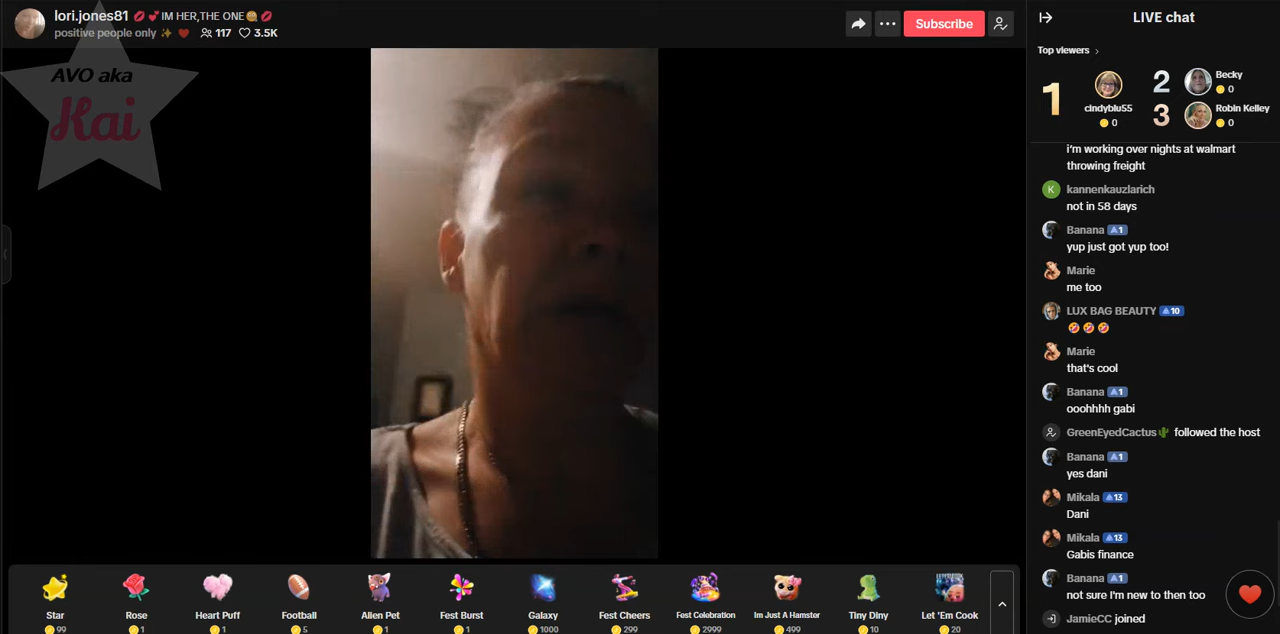 lori.jones81 💋💕IM HER,THE ONE😄💋
positive people only ✨ ❤️ 117 3.5K
Subscribe
AVO aka
Kai
LIVE chat
Top viewers
1
cindyblu55
0
2
Becky
0
3
Robin Kelley
0
i'm working over nights at walmart
throwing freight
K kannenkauzlarich
not in 58 days
Banana 1
yup just got yup too!
Marie
me too
LUX BAG BEAUTY 10
🤣🤣🤣
Marie
that's cool
Banana 1
ooohhhh gabi
GreenEyedCactus🌵 followed the host
Banana 1
yes dani
Mikala 13
Dani
Mikala 13
Gabis finance
Banana 1
not sure I'm new to then too
JamieCC joined
Star
99
Rose
1
Heart Puff
1
Football
5
Alien Pet
1
Fest Burst
1
Galaxy
1000
Fest Cheers
299
Fest Celebration
2999
Im Just A Hamster
499
Tiny Diny
10
Let 'Em Cook
20